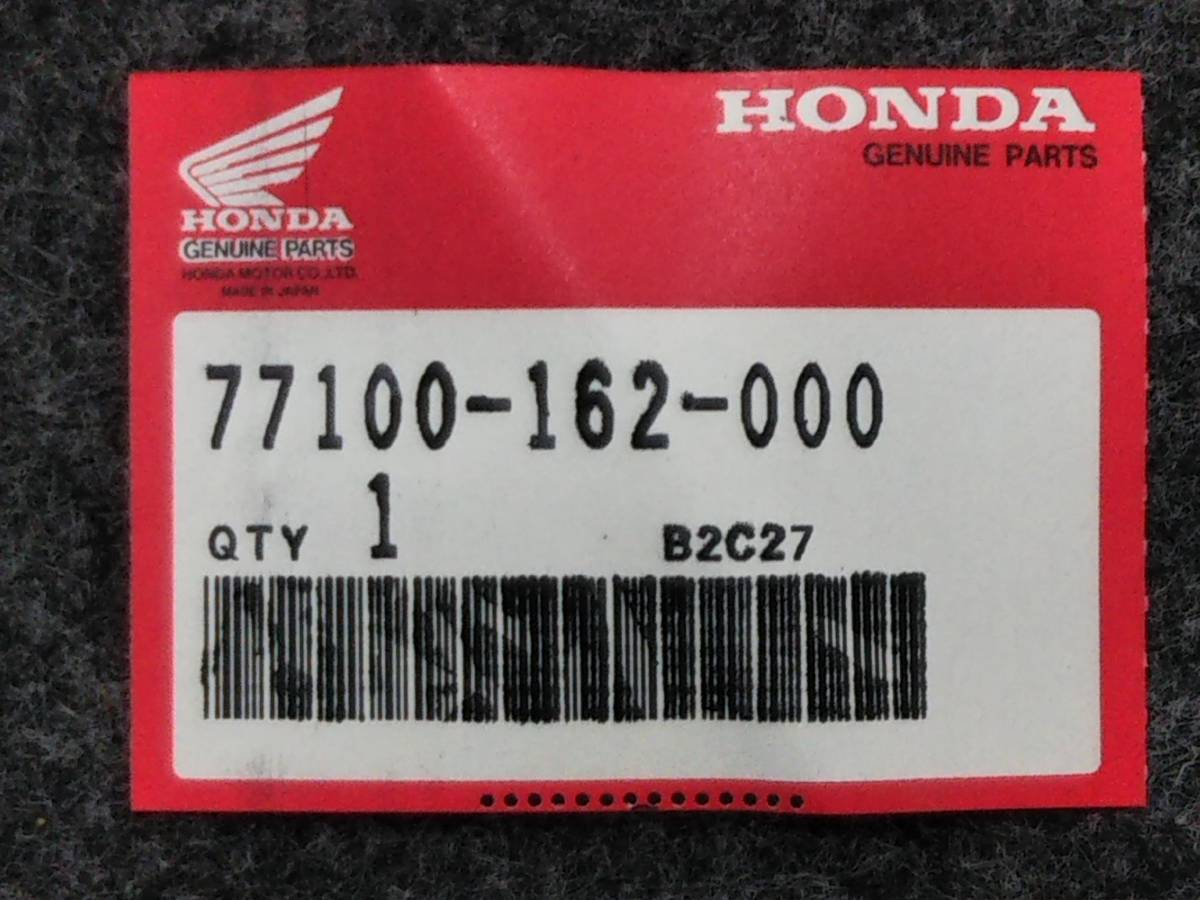 HONDA
GENUINE PARTS
HONDA
GENUINE PARTS
HONDA MOTOR CO.,LTD.
MADE IN JAPAN
77100-162-000
QTY 1 B2C27